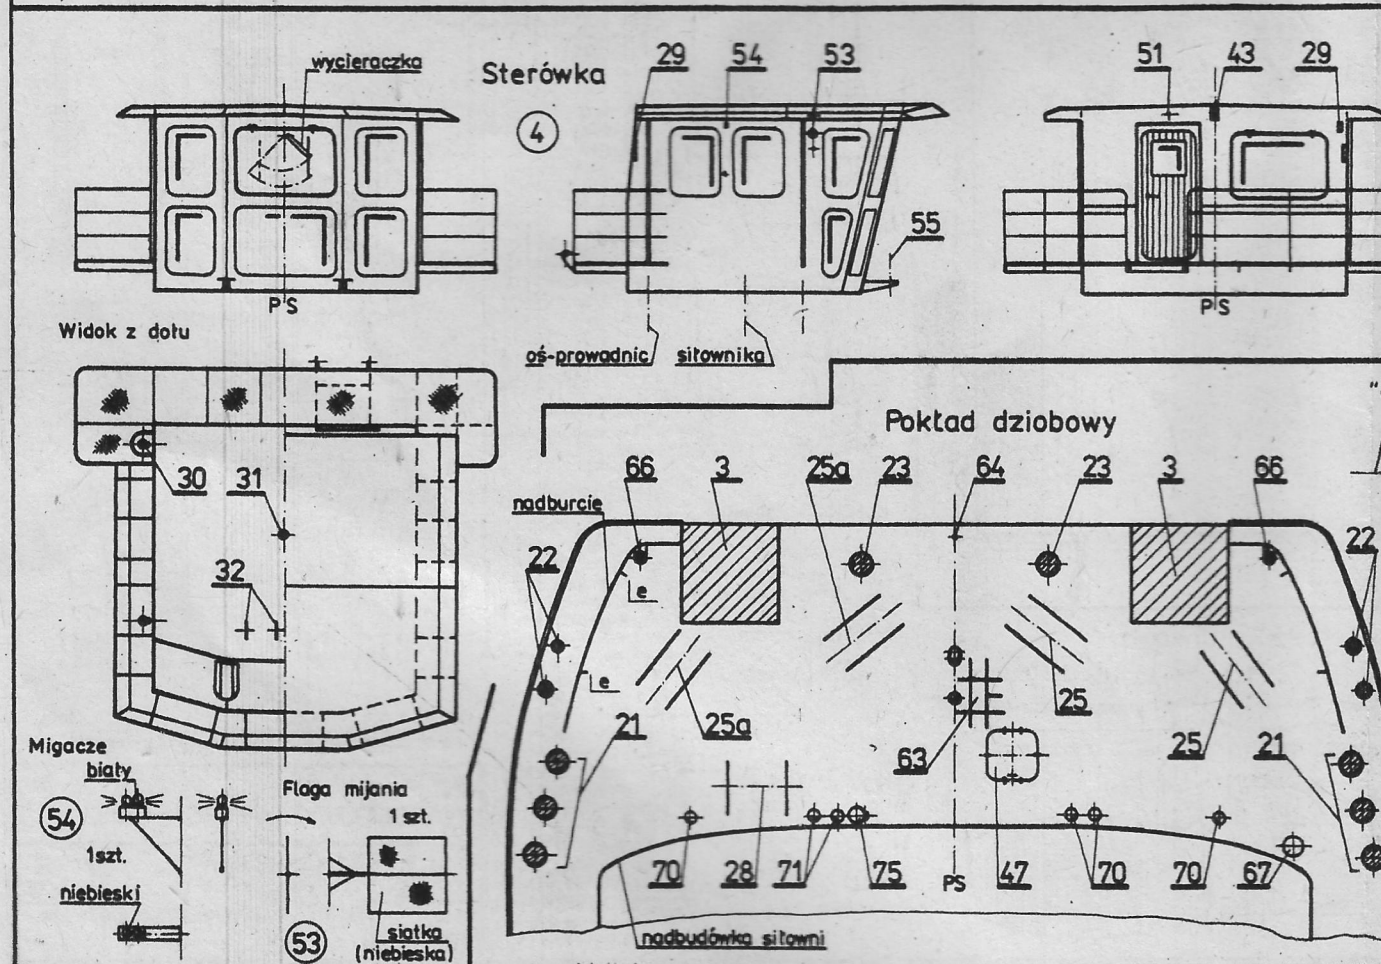 wycieraczka
Sterówka
29
54
53
51
43
29
4
55
PS
PS
Widok z dołu
oś-prowadnic
siłownika
"
Pokład dziobowy
30
31
66
3
25a
23
64
23
3
66
nadburcie
22
22
32
e
e
25a
25
21
25
21
63
Migacze
biały
Flaga mijania
54
1 szt.
1szt.
70
28
71
75
PS
47
70
70
67
niebieski
53
siatka
(niebieska)
nadbudówka siłowni